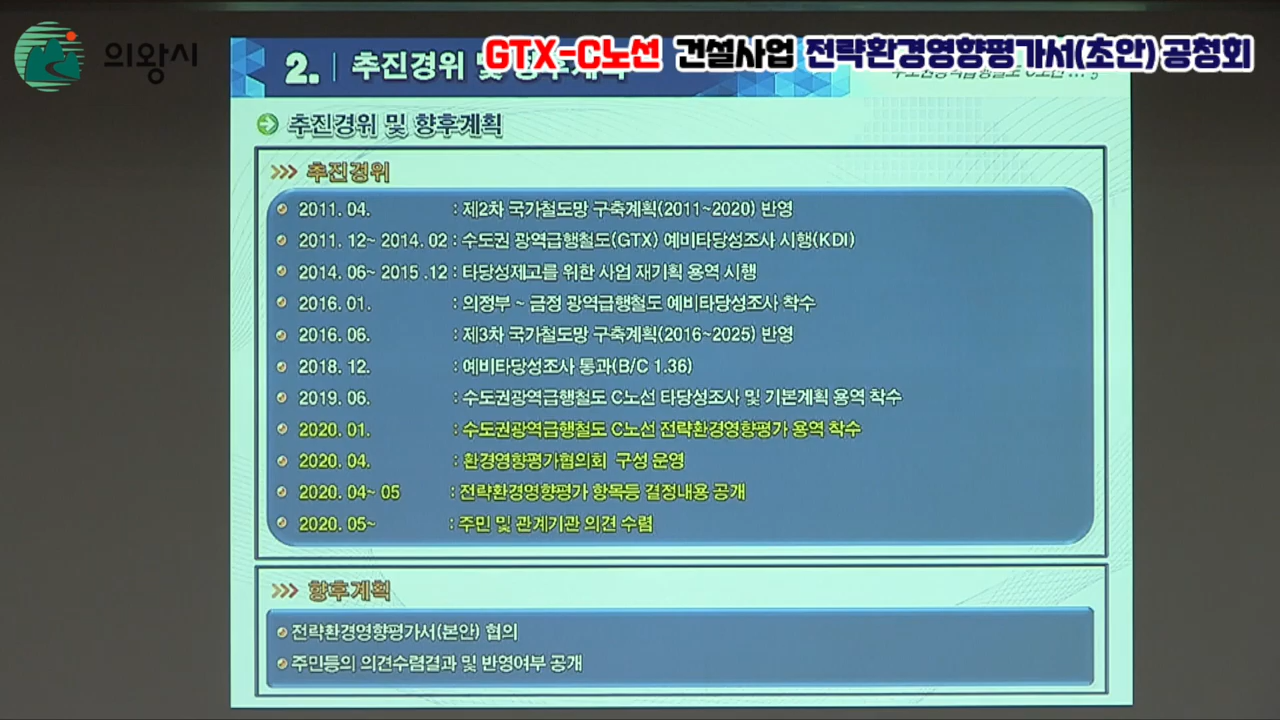 의왕시
GTX-C노선 건설사업 전략환경영향평가서(초안) 공청회
2. 추진경위 및 향후계획
추진경위 및 향후계획
>>> 추진경위
2011. 04. : 제2차 국가철도망 구축계획(2011~2020) 반영
2011. 12~ 2014. 02 : 수도권 광역급행철도(GTX) 예비타당성조사 시행(KDI)
2014. 06~ 2015 .12 : 타당성제고를 위한 사업 재기획 용역 시행
2016. 01. : 의정부 ~ 금정 광역급행철도 예비타당성조사 착수
2016. 06. : 제3차 국가철도망 구축계획(2016~2025) 반영
2018. 12. : 예비타당성조사 통과(B/C 1.36)
2019. 06. : 수도권광역급행철도 C노선 타당성조사 및 기본계획 용역 착수
2020. 01. : 수도권광역급행철도 C노선 전략환경영향평가 용역 착수
2020. 04. : 환경영향평가협의회 구성 운영
2020. 04~ 05 : 전략환경영향평가 항목등 결정내용 공개
2020. 05~ : 주민 및 관계기관 의견 수렴
>>> 향후계획
전략환경영향평가서(본안) 협의
주민등의 의견수렴결과 및 반영여부 공개